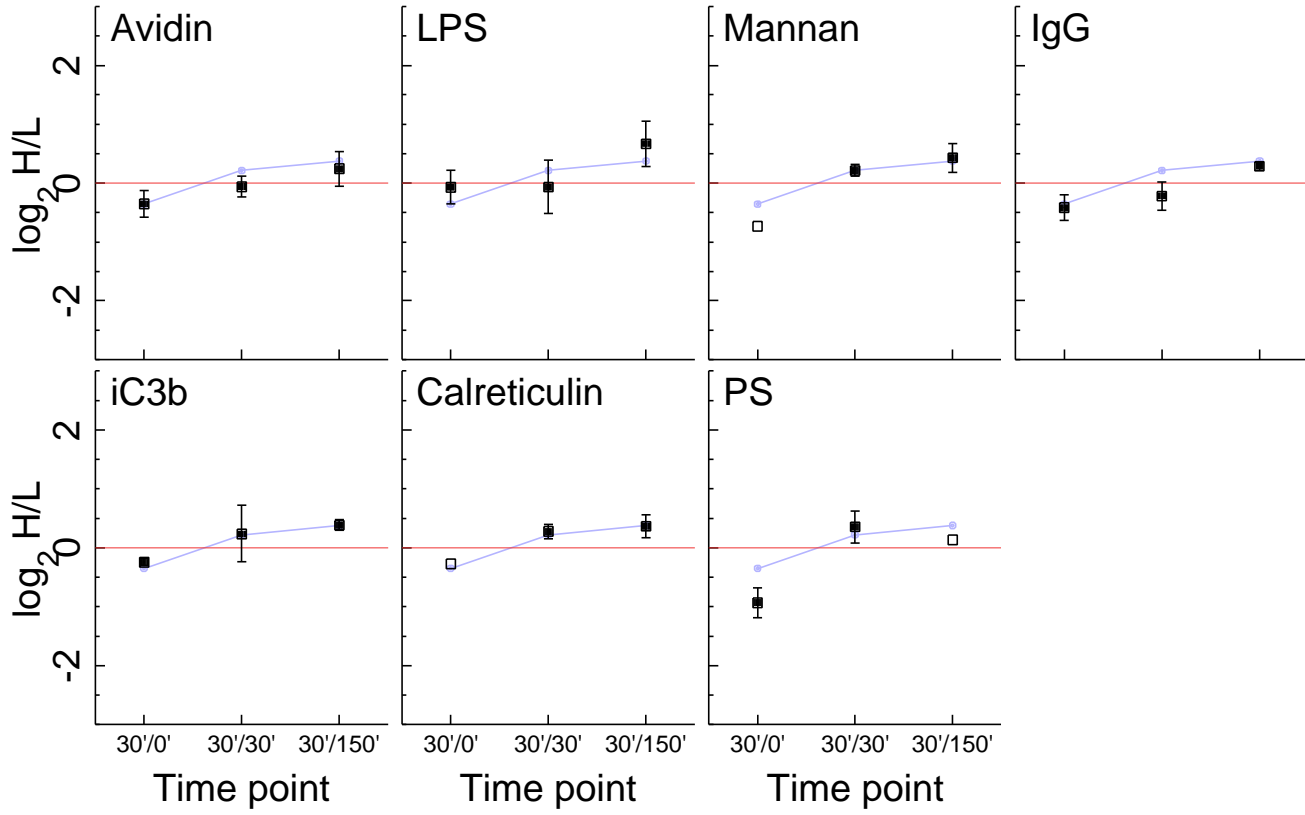 Avidin
LPS
Mannan
IgG
2
0
-2
log2 H/L
iC3b
Calreticulin
PS
2
0
-2
log2 H/L
30'/0' 30'/30' 30'/150'
30'/0' 30'/30' 30'/150'
30'/0' 30'/30' 30'/150'
Time point
Time point
Time point